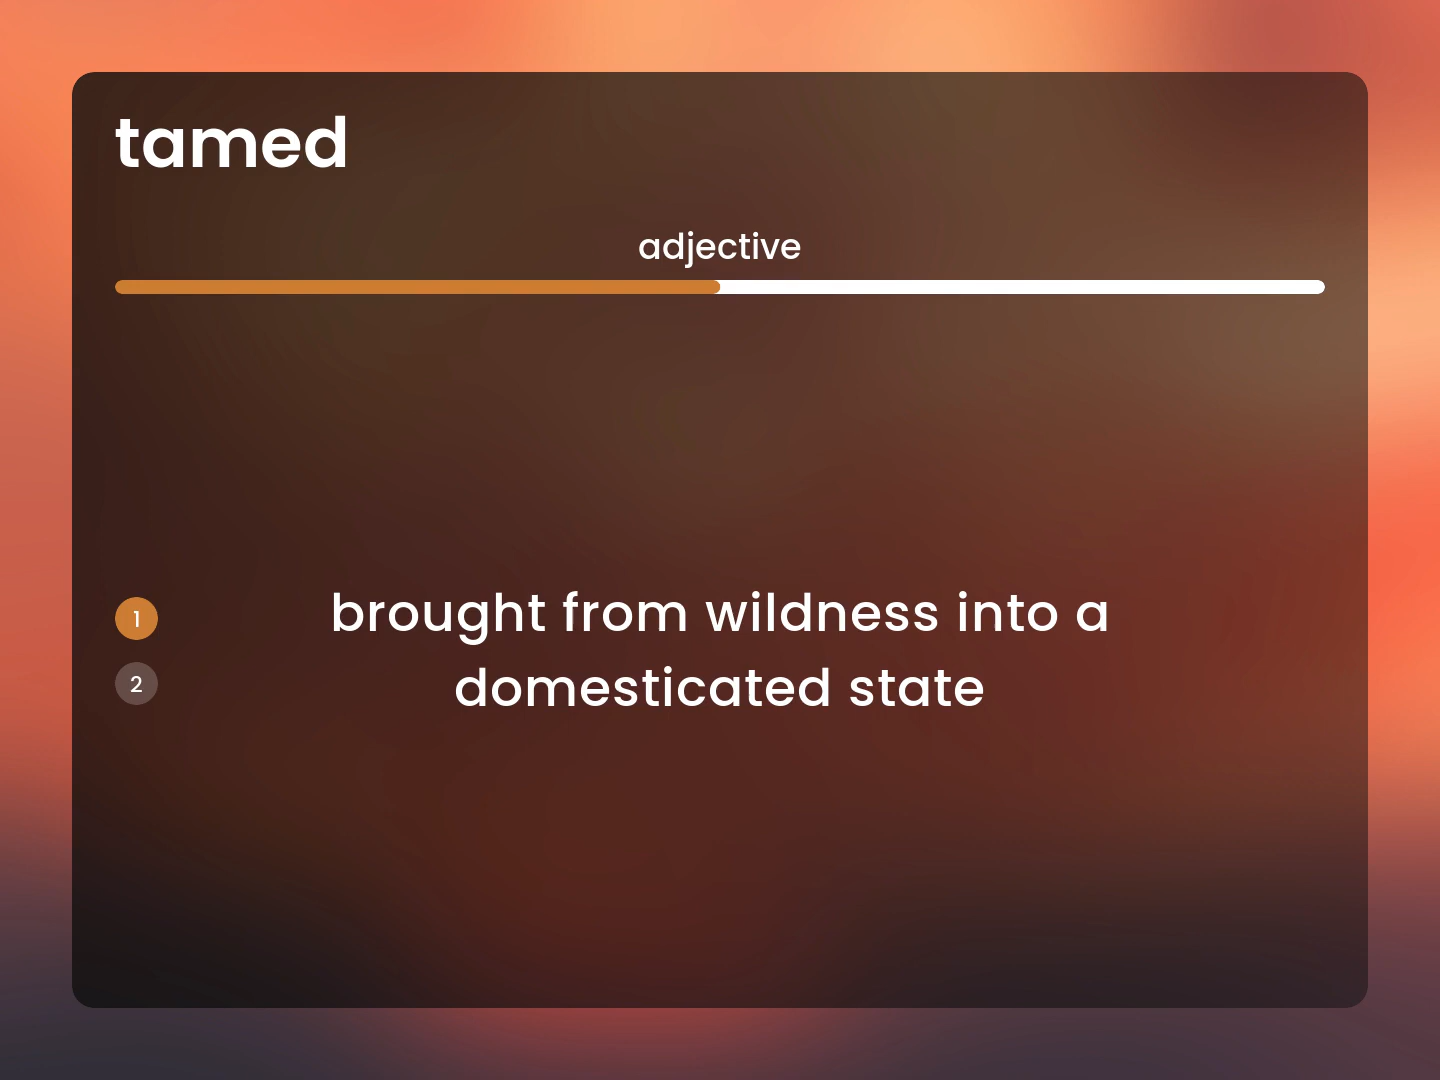 tamed
adjective
1
brought from wildness into a
2
domesticated state